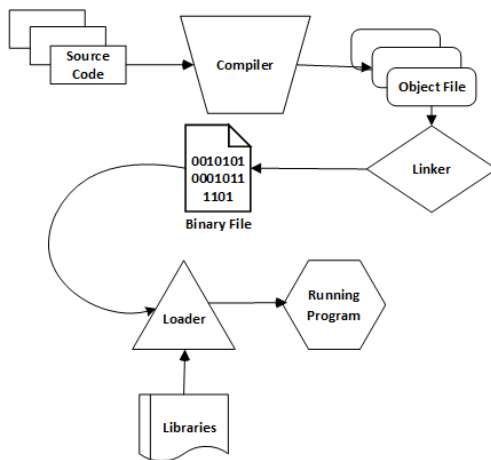 Source
Code
Compiler
Object File
Linker
0010101
0001011
1101
Binary File
Loader
Running
Program
Libraries